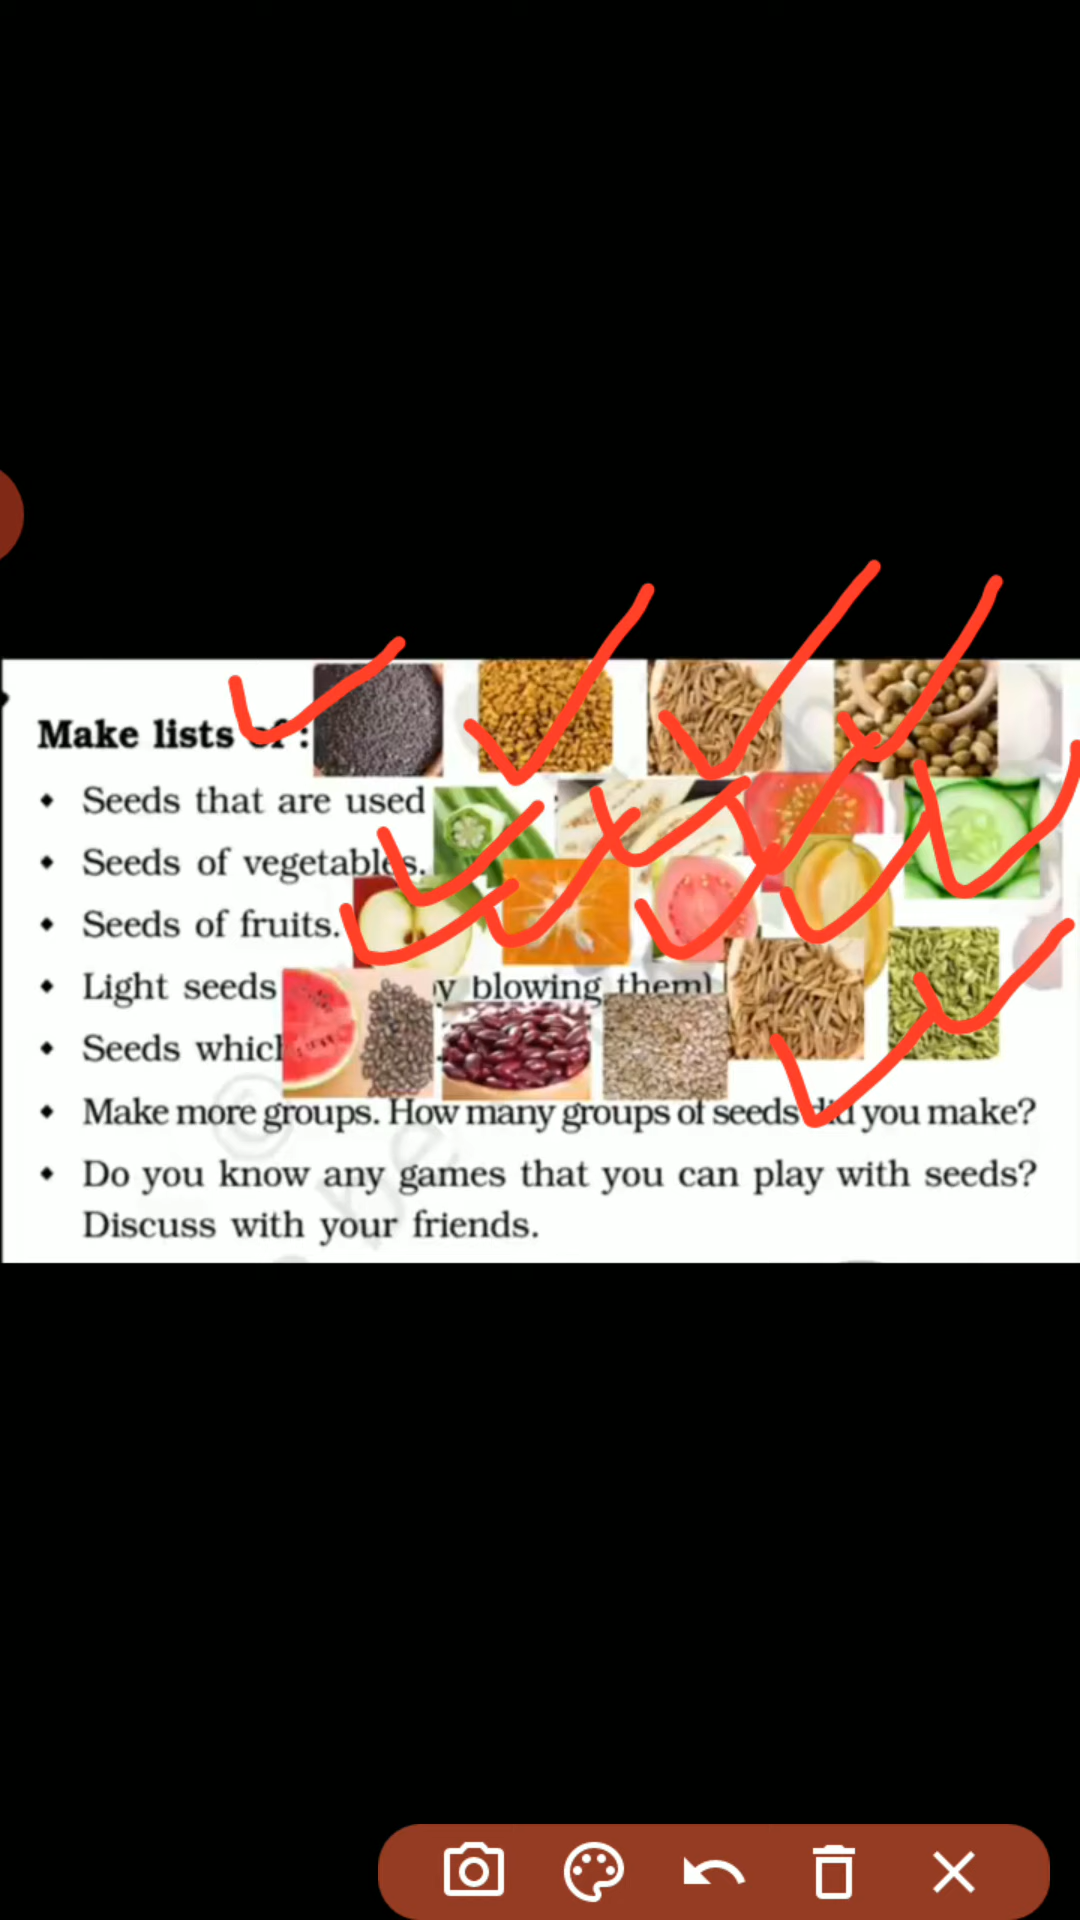 Make lists of :
Seeds that are used
Seeds of vegetables.
Seeds of fruits.
Light seeds y blowing them)
Seeds which
Make more groups. How many groups of seeds did you make?
Do you know any games that you can play with seeds?
Discuss with your friends.